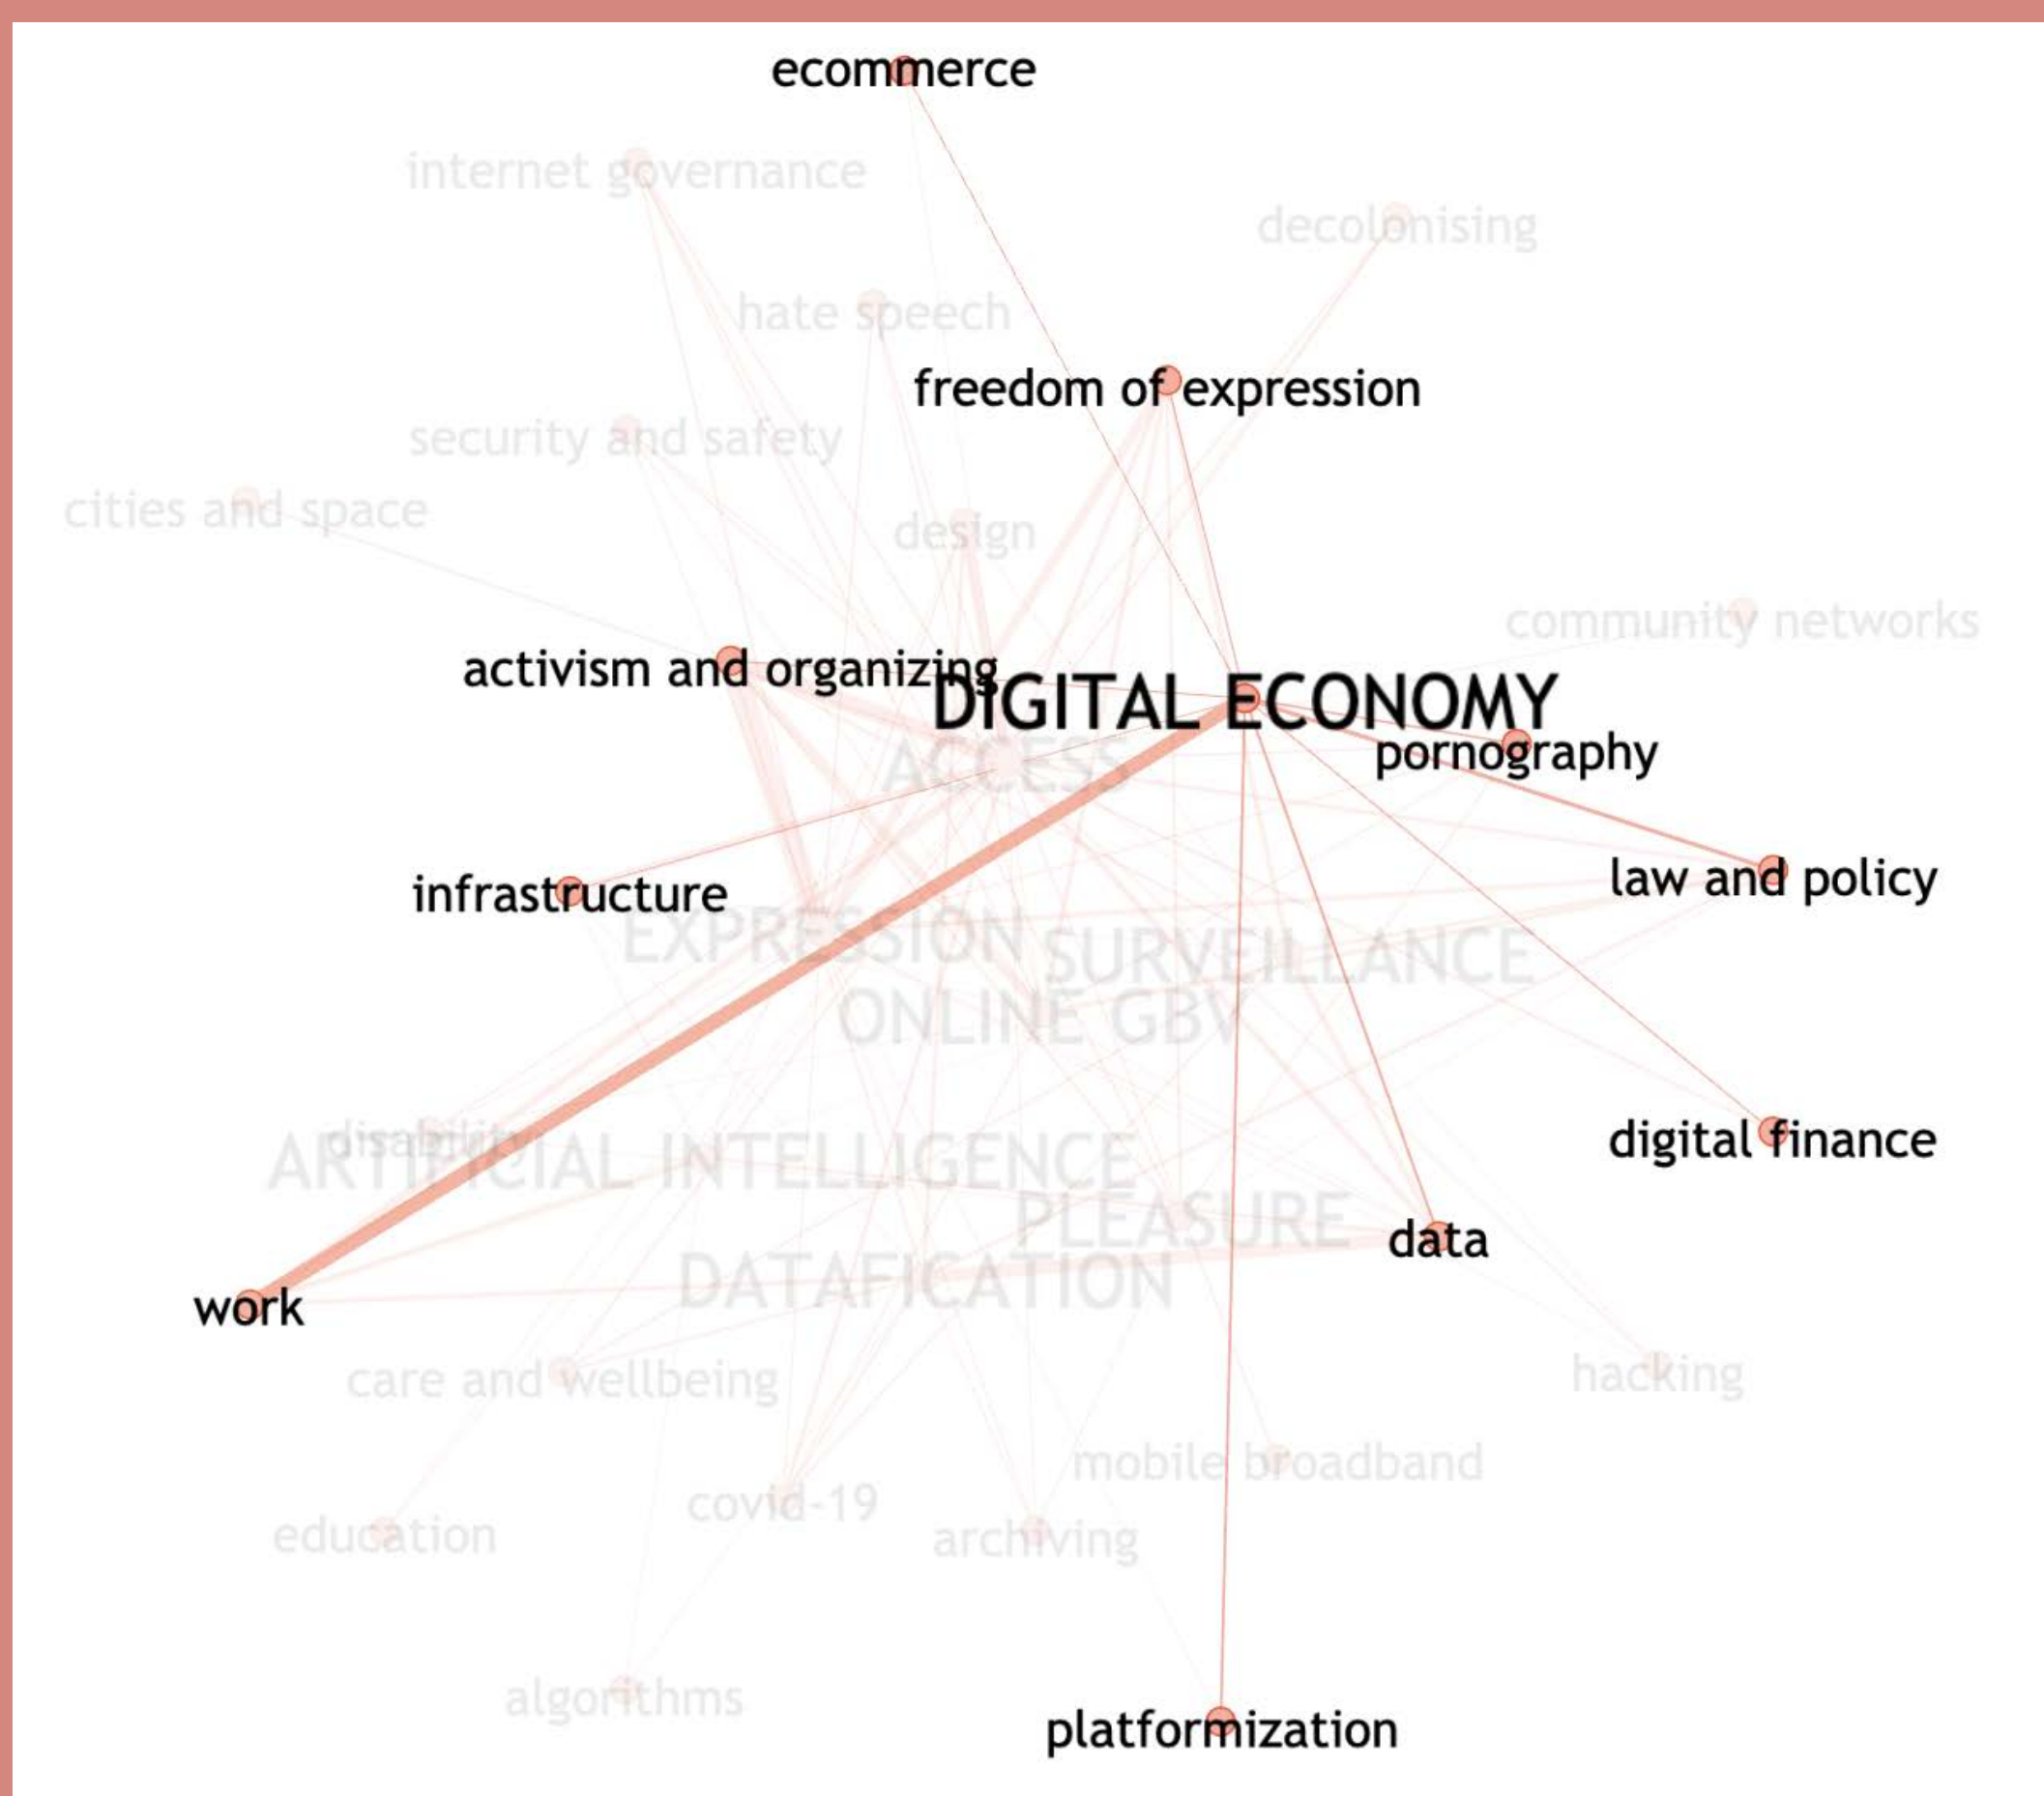 ecommerce
internet governance
decolonising
hate speech
freedom of expression
security and safety
cities and space
design
community networks
activism and organizing
DIGITAL ECONOMY
pornography
ACCESS
law and policy
infrastructure
EXPRESSION
SURVEILLANCE
ONLINE GBV
disability
digital finance
ARTIFICIAL INTELLIGENCE
PLEASURE
data
DATAFICATION
work
care and wellbeing
hacking
mobile broadband
covid-19
education
archiving
algorithms
platformization